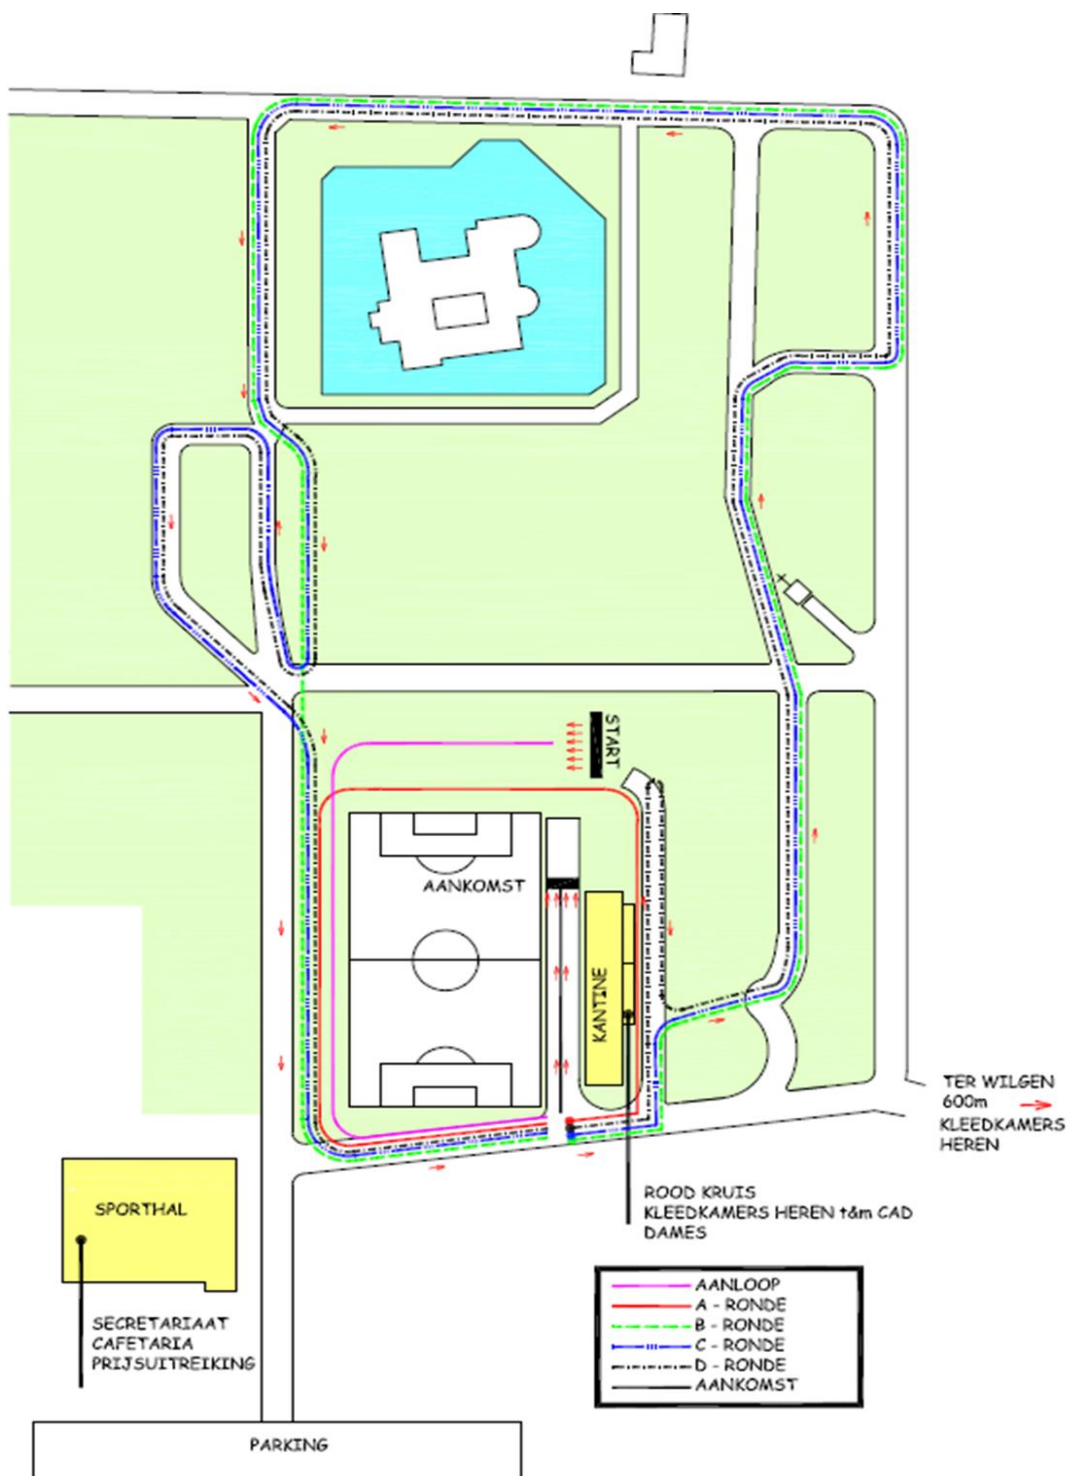 START
AANKOMST
KANTINE
TER WILGEN
600m
KLEEDKAMERS
HEREN
ROOD KRUIS
KLEEDKAMERS HEREN t&m CAD
DAMES
SPORTHAL
SECRETARIAAT
CAFETARIA
PRIJSUITREIKING
AANLOOP
A - RONDE
B - RONDE
C - RONDE
D - RONDE
AANKOMST
PARKING